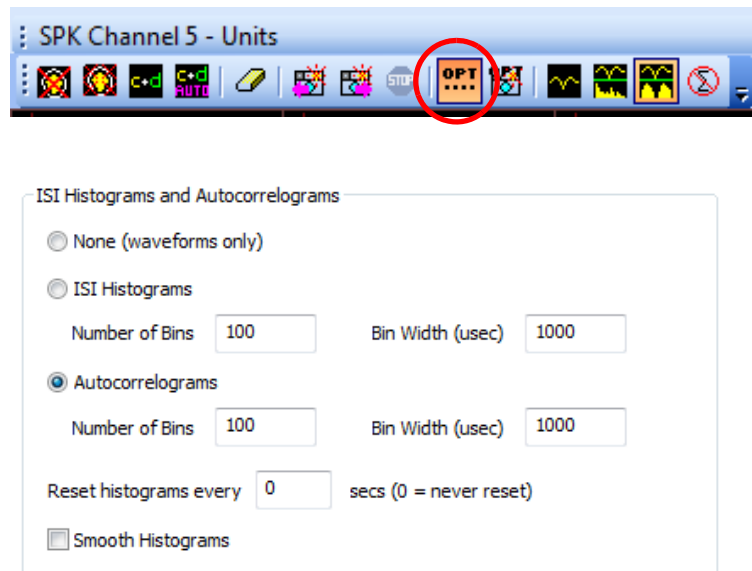 SPK Channel 5 - Units
c+d C+d AUTO STOP OPT OPT
ISI Histograms and Autocorrelograms
None (waveforms only)
ISI Histograms
Number of Bins 100 Bin Width (usec) 1000
Autocorrelograms
Number of Bins 100 Bin Width (usec) 1000
Reset histograms every 0 secs (0 = never reset)
Smooth Histograms